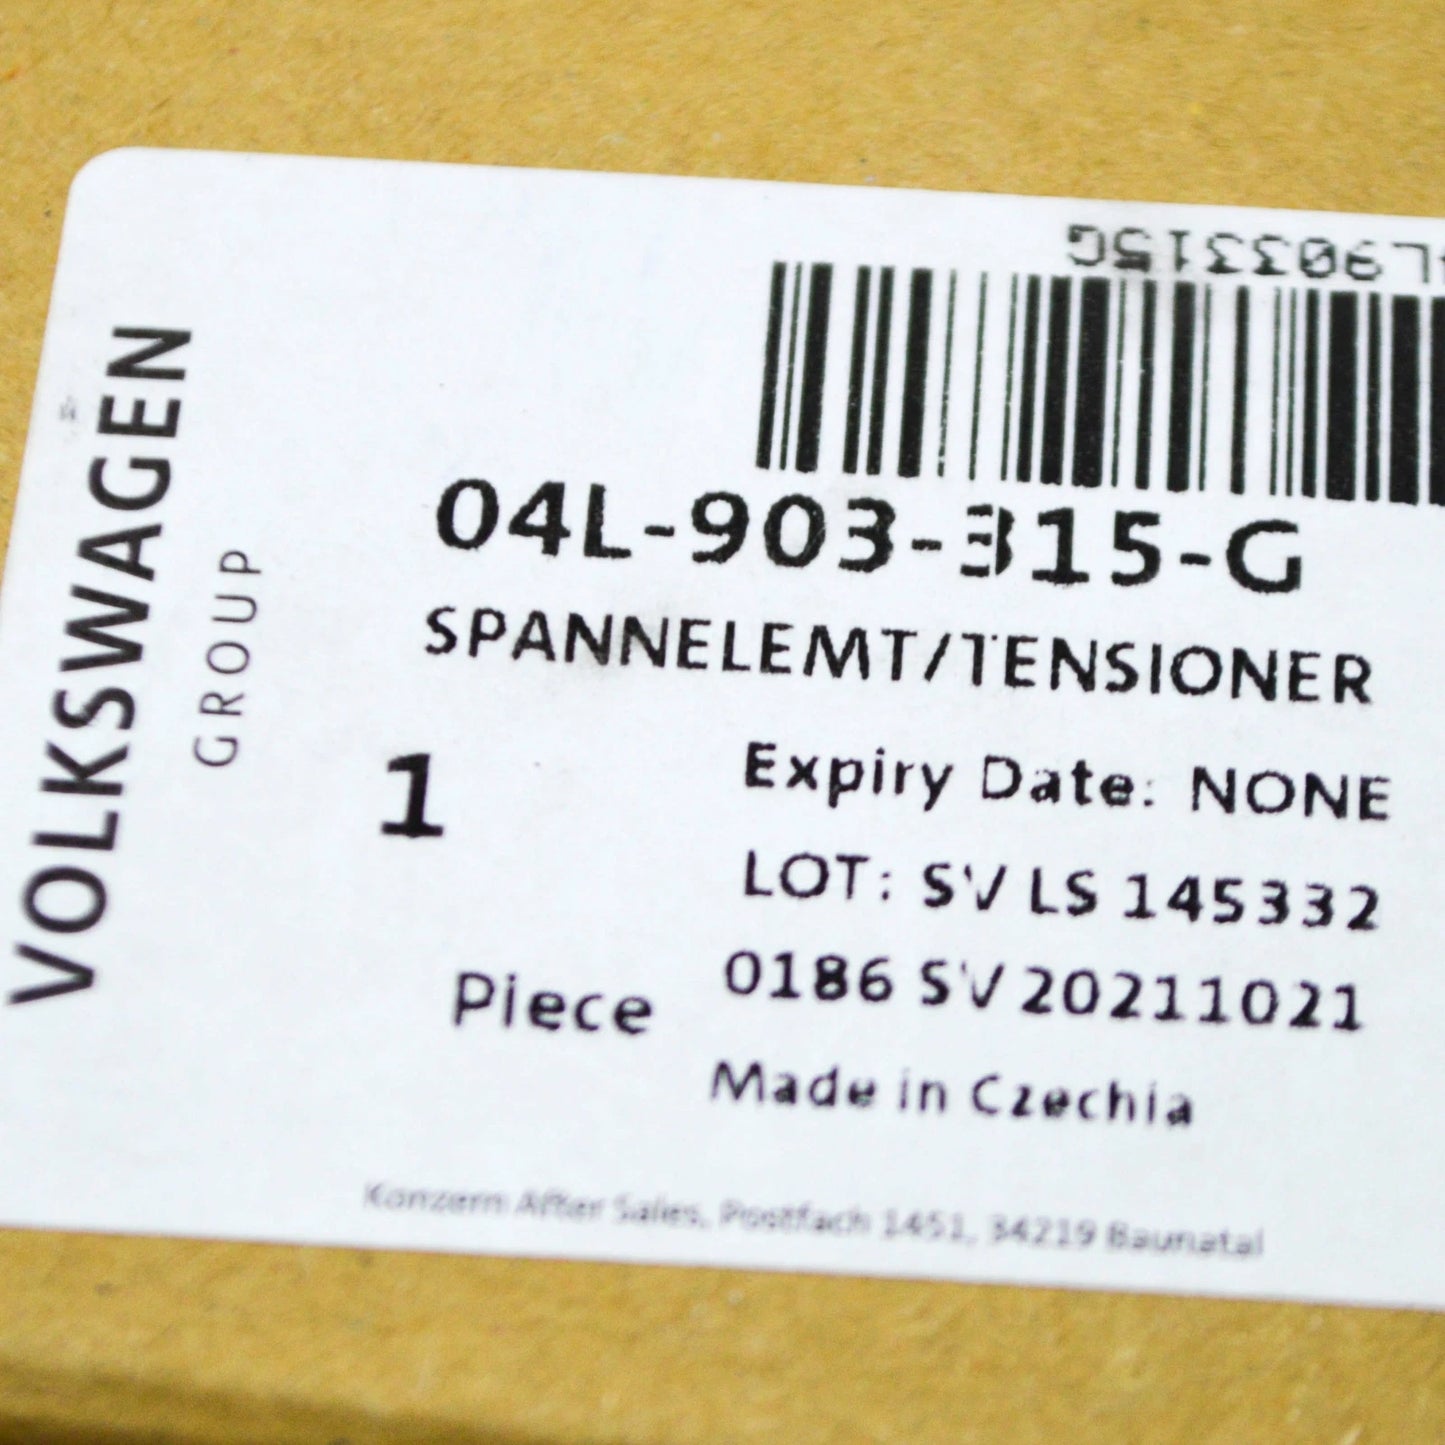 VOLKSWAGEN
GROUP
L903315G
04L-903-315-G
SPANNELEMT/TENSIONER
1
Piece
Expiry Date: NONE
LOT: SV LS 145332
0186 SV 20211021
Made in Czechia
Konzern After Sales, Postfach 1451, 34219 Baunatal